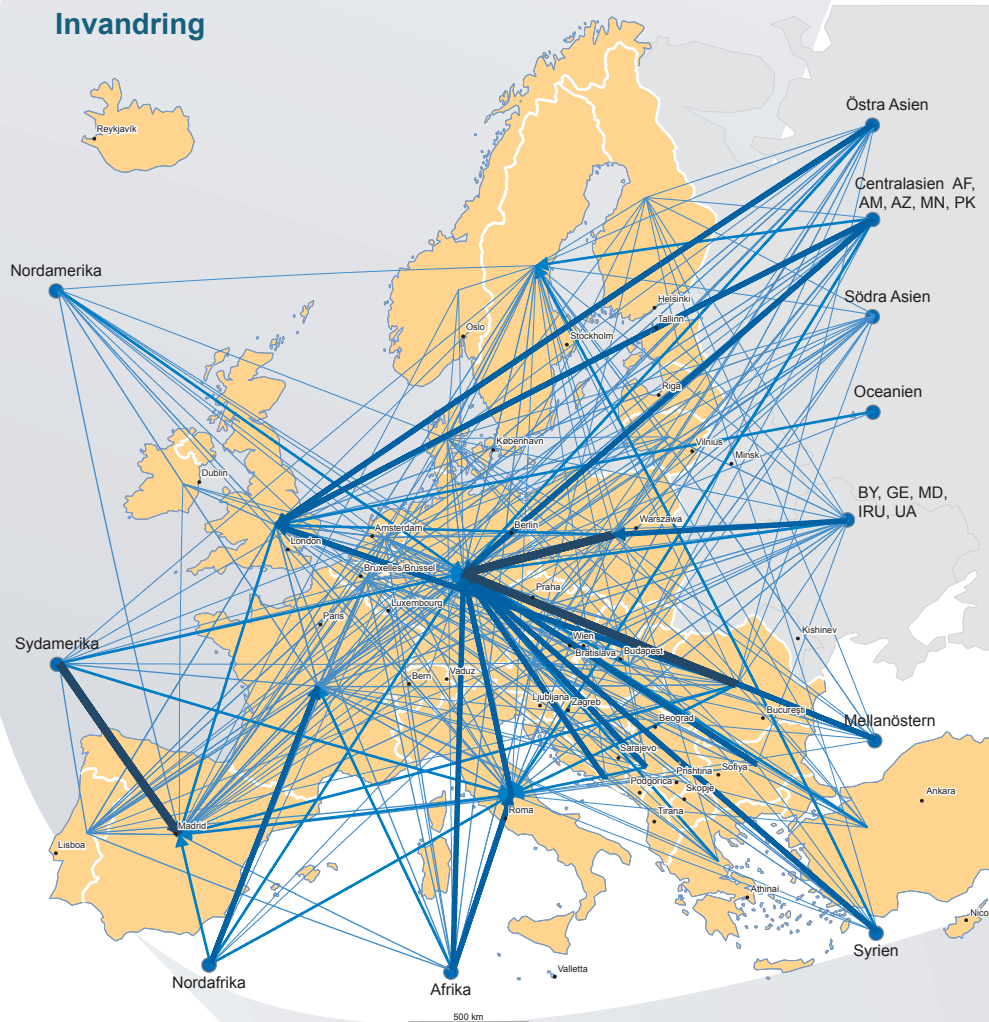 Invandring
Reykjavík
Östra Asien
Centralasien AF,
AM, AZ, MN, PK
Nordamerika
Södra Asien
Helsinki
Tallinn
Oslo
Stockholm
Riga
Oceanien
København
Vilnius
Minsk
Dublin
BY, GE, MD,
IRU, UA
Amsterdam
Berlin
Warszawa
London
Bruxelles/Brussel
Praha
Luxembourg
Paris
Kishinev
Sydamerika
Wien
Bratislava
Budapest
Bern
Vaduz
Ljubljana
Zagreb
Bucureşti
Beograd
Mellanöstern
Sarajevo
Prishtina
Sofiya
Podgorica
Skopje
Ankara
Roma
Tirana
Madrid
Lisboa
Athinai
Nico
Syrien
Valletta
Nordafrika
Afrika
500 km